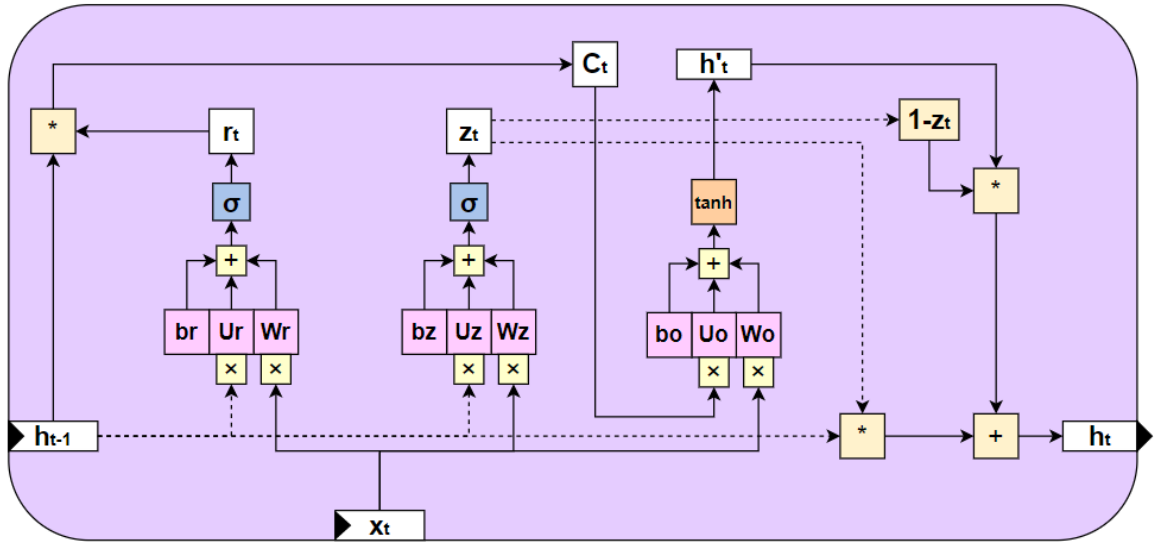 Ct
h't
*
rt
zt
1-zt
σ
σ
tanh
*
+
+
+
br Ur Wr
bz Uz Wz
bo Uo Wo
× ×
× ×
× ×
ht-1
*
+
ht
xt